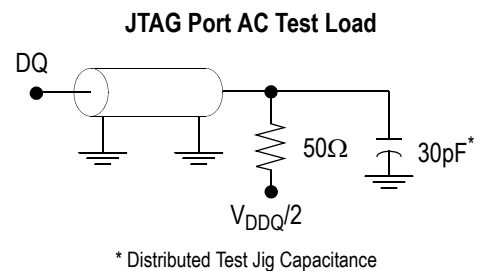 JTAG Port AC Test Load
DQ
50Ω
30pF*
VDDQ/2
* Distributed Test Jig Capacitance